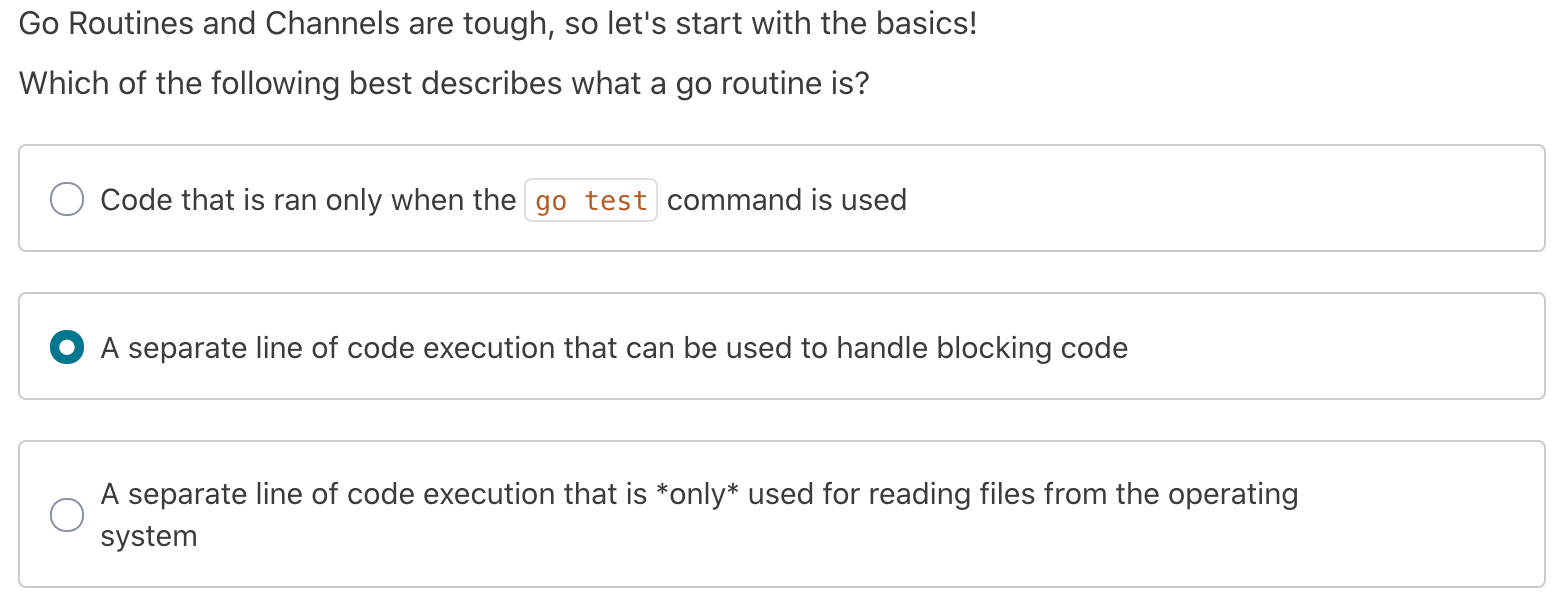 Go Routines and Channels are tough, so let's start with the basics!
Which of the following best describes what a go routine is?
Code that is ran only when the go test command is used
A separate line of code execution that can be used to handle blocking code
A separate line of code execution that is *only* used for reading files from the operating
system